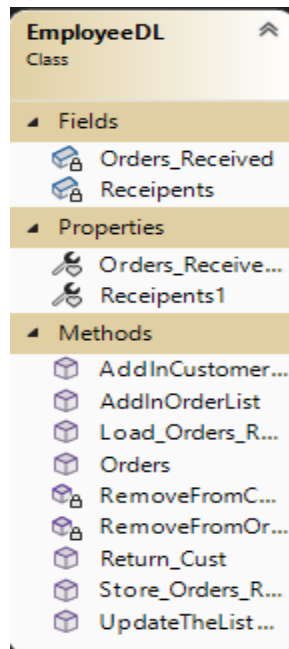 EmployeeDL
Class
Fields
Orders_Received
Receipents
Properties
Orders_Receive...
Receipents1
Methods
AddInCustomer...
AddInOrderList
Load_Orders_R...
Orders
RemoveFromC...
RemoveFromOr...
Return_Cust
Store_Orders_R...
UpdateTheList...